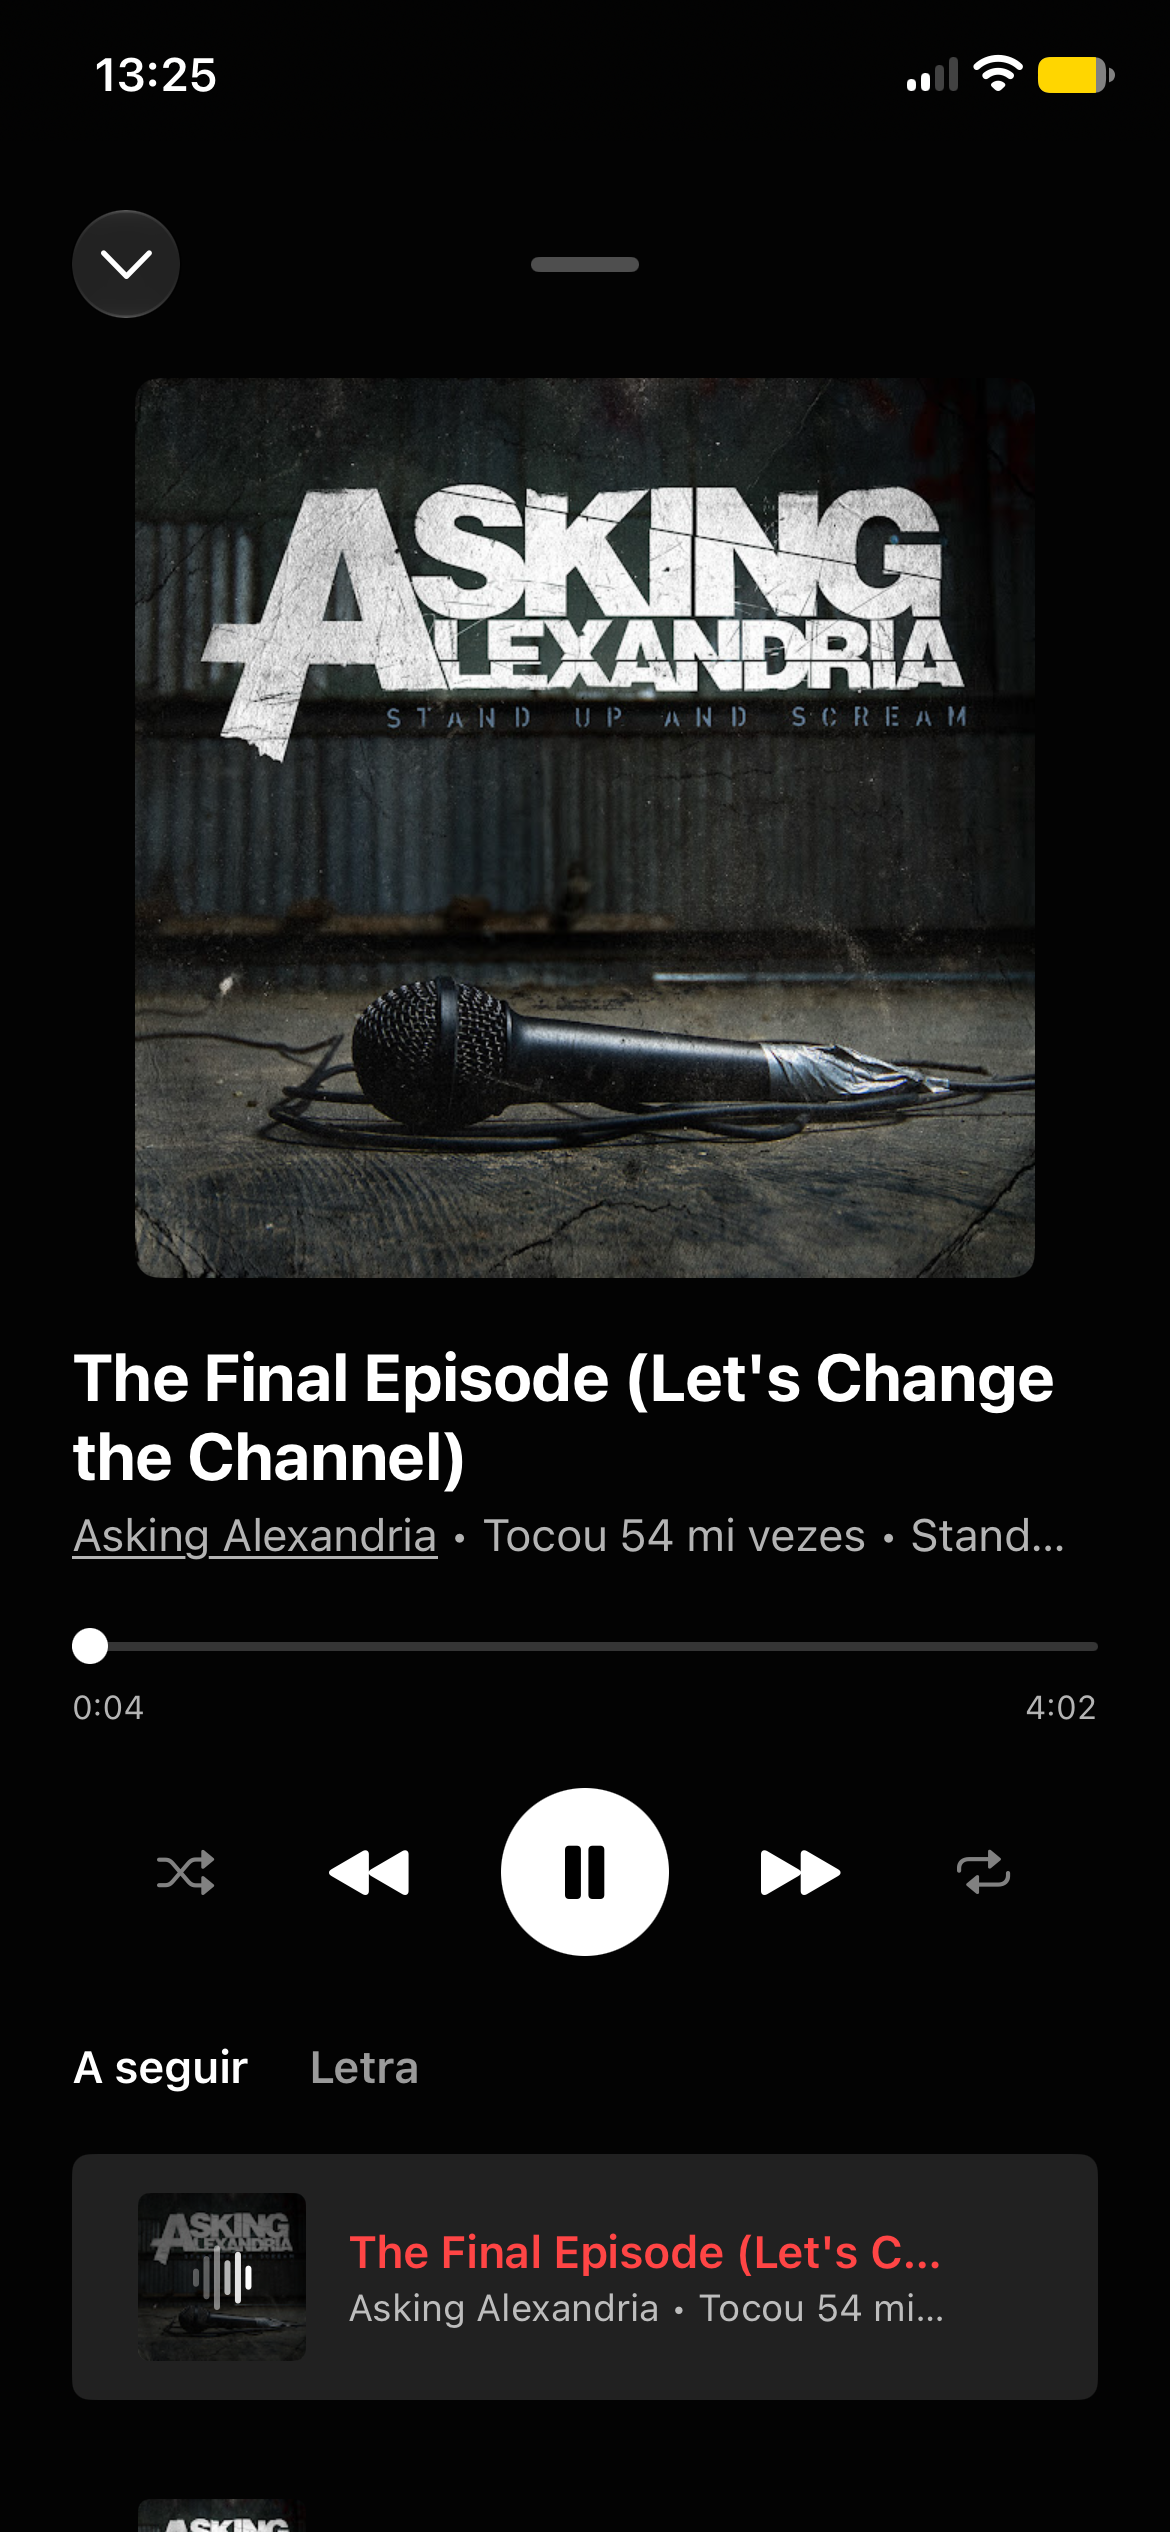 13:25
ASKING
ALEXANDRIA
STAND UP AND SCREAM
The Final Episode (Let's Change
the Channel)
Asking Alexandria • Tocou 54 mi vezes • Stand...
0:04
4:02
A seguir
Letra
ASKING
ALEXANDRIA
The Final Episode (Let's C...
Asking Alexandria • Tocou 54 mi...
ASKING